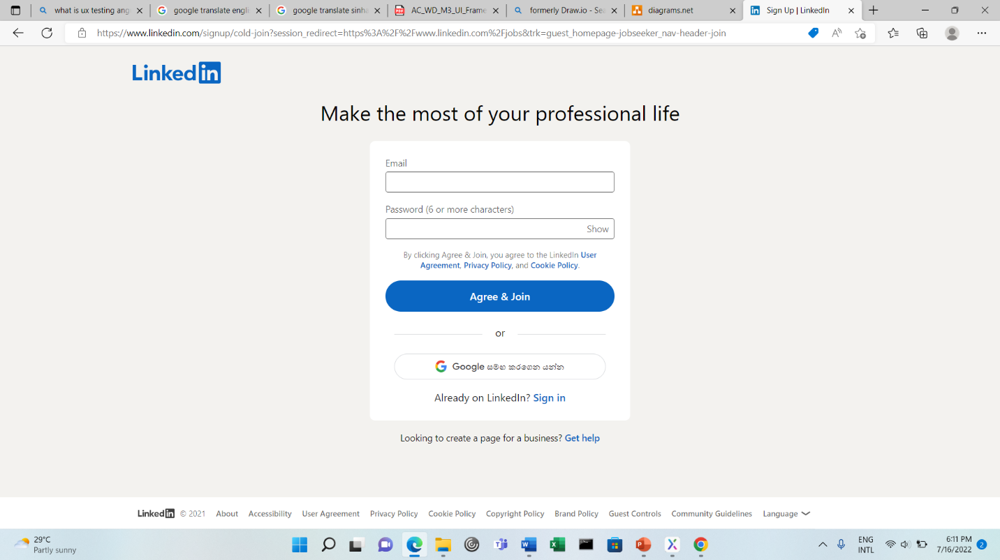 what is ux testing ang
google translate engli
google translate sinha
AC_WD_M3_UI_Frame
formerly Draw.io - Sea
diagrams.net
Sign Up | LinkedIn
https://www.linkedin.com/signup/cold-join?session_redirect=https%3A%2F%2Fwww.linkedin.com%2Fjobs&trk=guest_homepage-jobseeker_nav-header-join
Linkedin
Make the most of your professional life
Email
Password (6 or more characters)
Show
By clicking Agree & Join, you agree to the LinkedIn User
Agreement, Privacy Policy, and Cookie Policy.
Agree & Join
or
Google සමඟ කරගෙන යන්න
Already on LinkedIn? Sign in
Looking to create a page for a business? Get help
Linkedin © 2021 About Accessibility User Agreement Privacy Policy Cookie Policy Copyright Policy Brand Policy Guest Controls Community Guidelines Language
29°C
Partly sunny
ENG
INTL
6:11 PM
7/16/2022
2